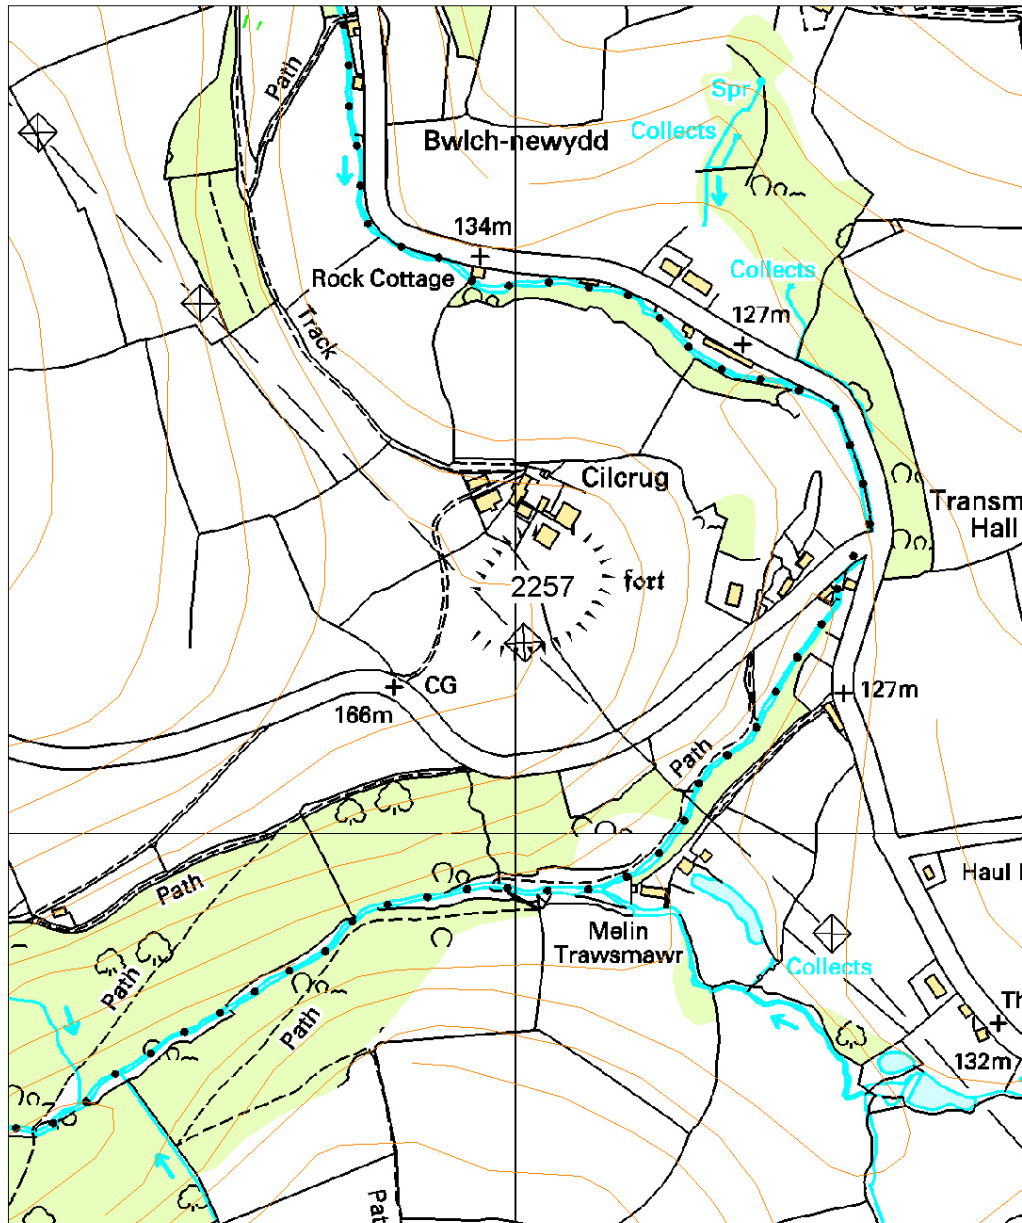 Path
Spr
Collects
Bwlch-newydd
134m
Rock Cottage
Collects
127m
Track
Cilcrug
Transm
Hall
2257
fort
CG
166m
127m
Path
Path
Haul
Melin
Trawsmawr
Collects
Path
Path
Th
132m
Pat